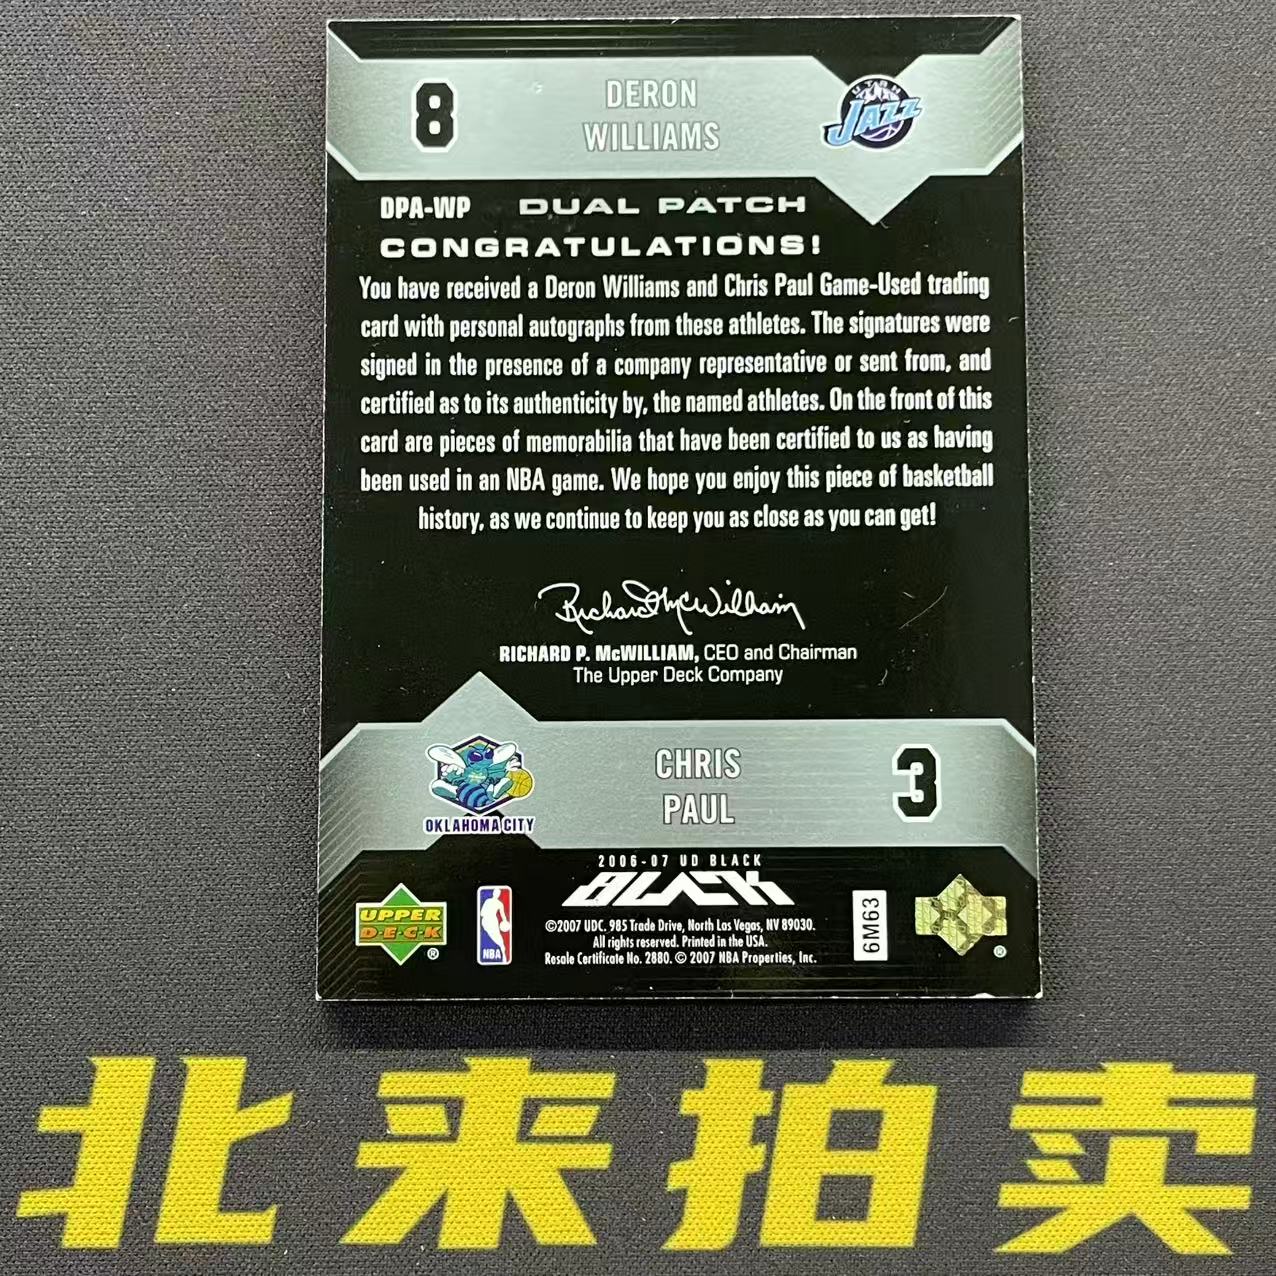 8
DERON
WILLIAMS
UTAH
JAZZ
DPA-WP DUAL PATCH
CONGRATULATIONS!
You have received a Deron Williams and Chris Paul Game-Used trading
card with personal autographs from these athletes. The signatures were
signed in the presence of a company representative or sent from, and
certified as to its authenticity by, the named athletes. On the front of this
card are pieces of memorabilia that have been certified to us as having
been used in an NBA game. We hope you enjoy this piece of basketball
history, as we continue to keep you as close as you can get!
Richard McWilliam
RICHARD P. McWILLIAM, CEO and Chairman
The Upper Deck Company
OKLAHOMA CITY
CHRIS
PAUL
3
2006-07 UD BLACK
BLACK
UPPER
DECK
®
NBA
©2007 UDC. 985 Trade Drive, North Las Vegas, NV 89030.
All rights reserved. Printed in the USA.
Resale Certificate No. 2880. © 2007 NBA Properties, Inc.
6M63
®
北来拍卖